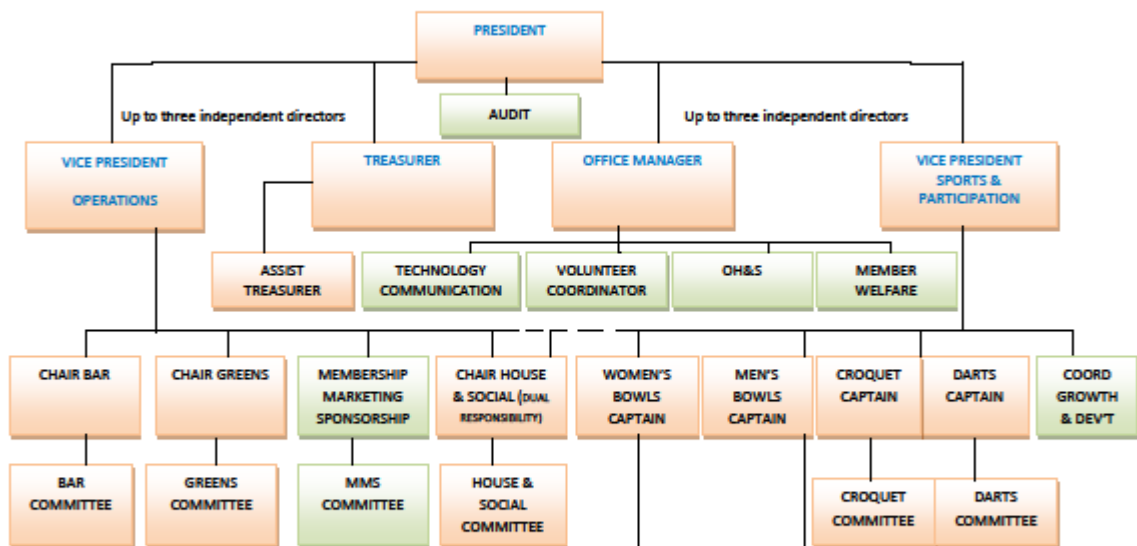 PRESIDENT
AUDIT
Up to three independent directors
Up to three independent directors
VICE PRESIDENT
OPERATIONS
TREASURER
OFFICE MANAGER
VICE PRESIDENT
SPORTS &
PARTICIPATION
ASSIST
TREASURER
TECHNOLOGY
COMMUNICATION
VOLUNTEER
COORDINATOR
OH&S
MEMBER
WELFARE
CHAIR BAR
CHAIR GREENS
MEMBERSHIP
MARKETING
SPONSORSHIP
CHAIR HOUSE
& SOCIAL (DUAL
RESPONSIBILITY)
WOMEN'S
BOWLS
CAPTAIN
MEN'S
BOWLS
CAPTAIN
CROQUET
CAPTAIN
DARTS
CAPTAIN
COORD
GROWTH
& DEV'T
BAR
COMMITTEE
GREENS
COMMITTEE
MMS
COMMITTEE
HOUSE &
SOCIAL
COMMITTEE
CROQUET
COMMITTEE
DARTS
COMMITTEE